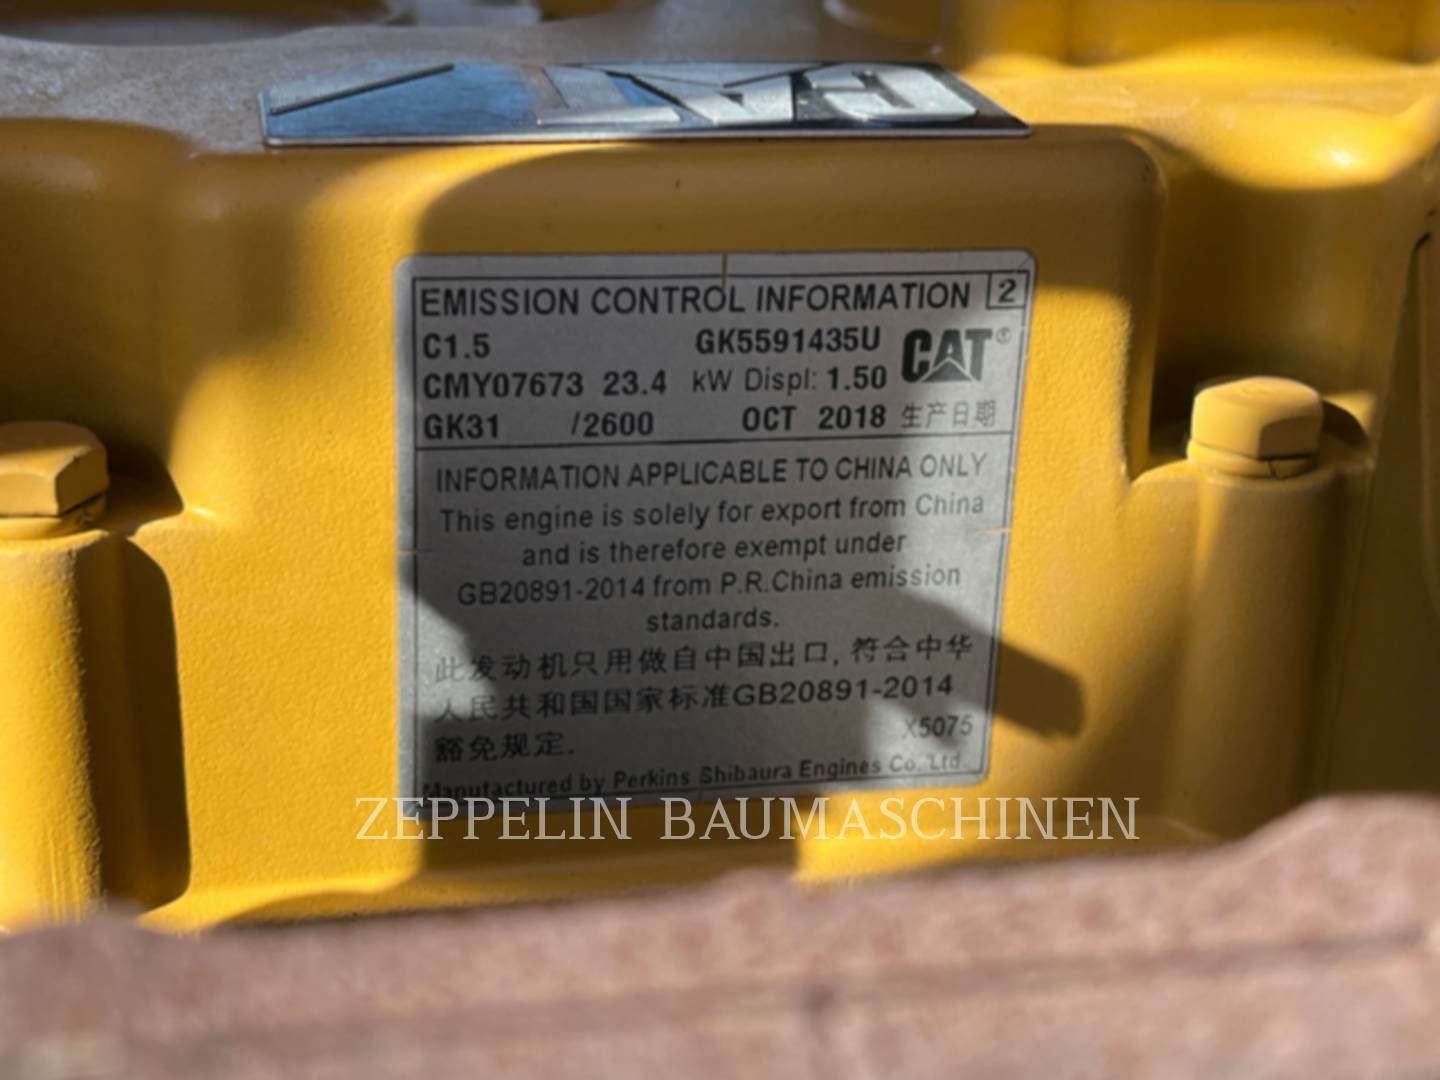 EMISSION CONTROL INFORMATION 2
C1.5 GK5591435U CAT®
CMY07673 23.4 kW Displ: 1.50
GK31 /2600 OCT 2018 生产日期
INFORMATION APPLICABLE TO CHINA ONLY
This engine is solely for export from China
and is therefore exempt under
GB20891-2014 from P.R.China emission
standards.
此发动机只用做自中国出口, 符合中华
人民共和国国家标准GB20891-2014
豁免规定.
X5075
Manufactured by Perkins Shibaura Engines Co. Ltd.
ZEPPELIN BAUMASCHINEN